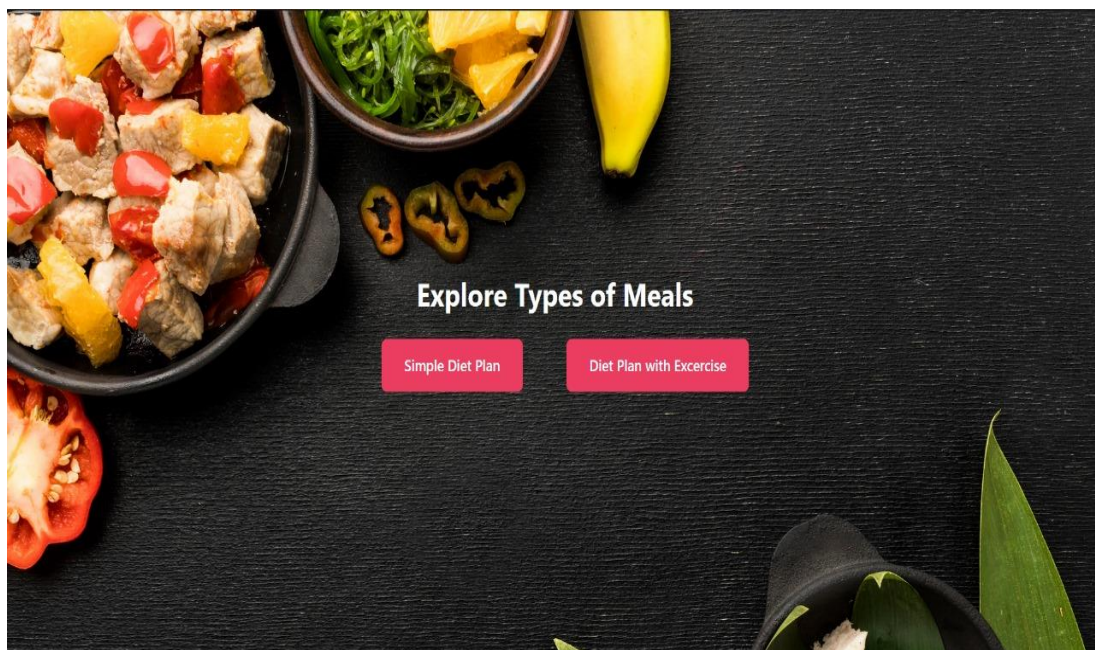 Explore Types of Meals
Simple Diet Plan
Diet Plan with Excercise